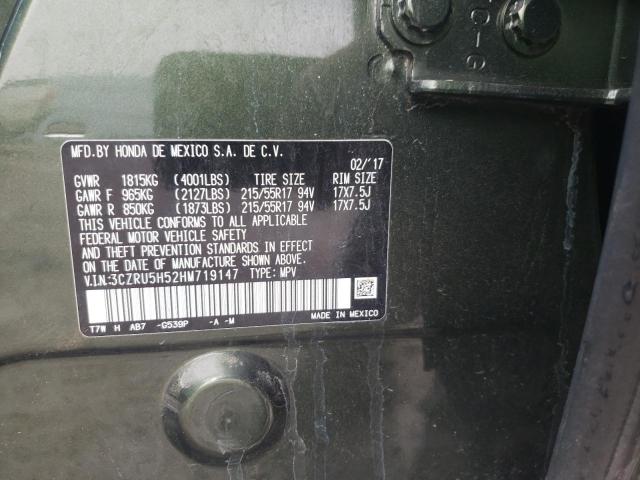 MFD.BY HONDA DE MEXICO S.A. DE C.V.
02/'17
GVWR 1815KG (4001LBS) TIRE SIZE RIM SIZE
GAWR F 965KG (2127LBS) 215/55R17 94V 17X7.5J
GAWR R 850KG (1873LBS) 215/55R17 94V 17X7.5J
THIS VEHICLE CONFORMS TO ALL APPLICABLE
FEDERAL MOTOR VEHICLE SAFETY
AND THEFT PREVENTION STANDARDS IN EFFECT
ON THE DATE OF MANUFACTURE SHOWN ABOVE.
V.I.N:3CZRU5H52HM719147 TYPE: MPV
T7W H AB7 -G539P -A -M MADE IN MEXICO